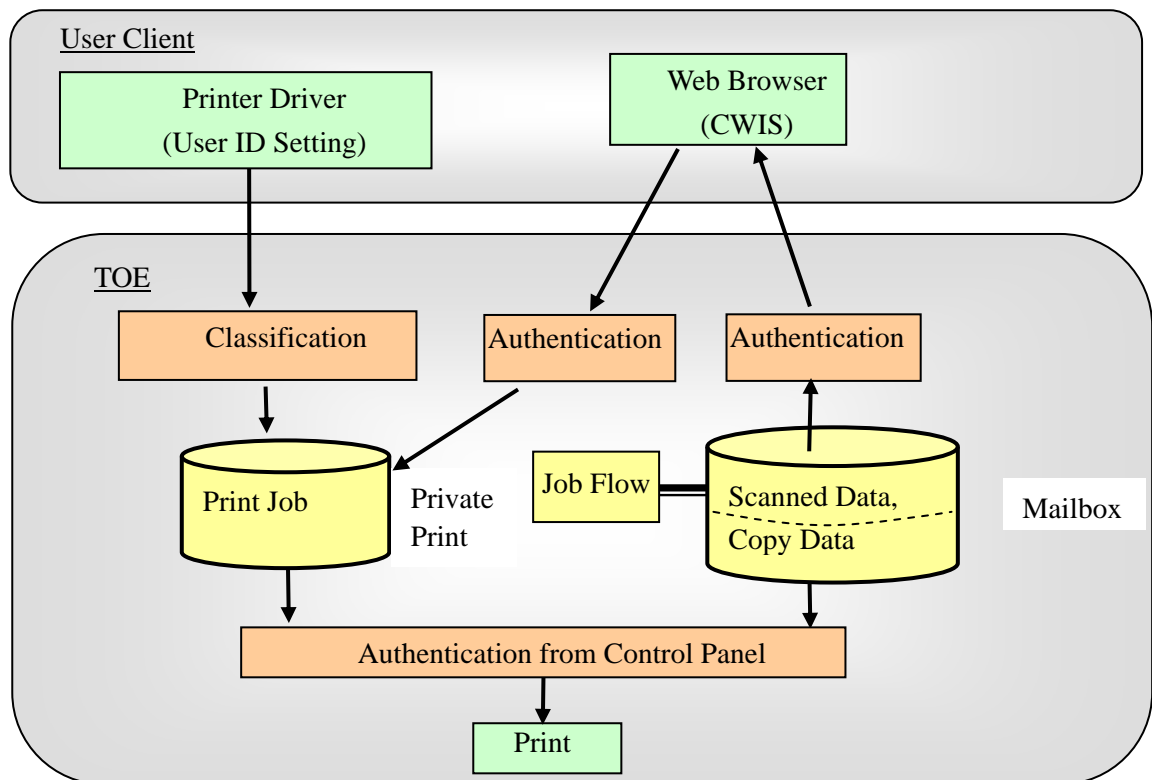 User Client
Printer Driver
(User ID Setting)
Web Browser
(CWIS)
TOE
Classification
Authentication
Authentication
Print Job
Private
Print
Job Flow
Scanned Data,
Copy Data
Mailbox
Authentication from Control Panel
Print